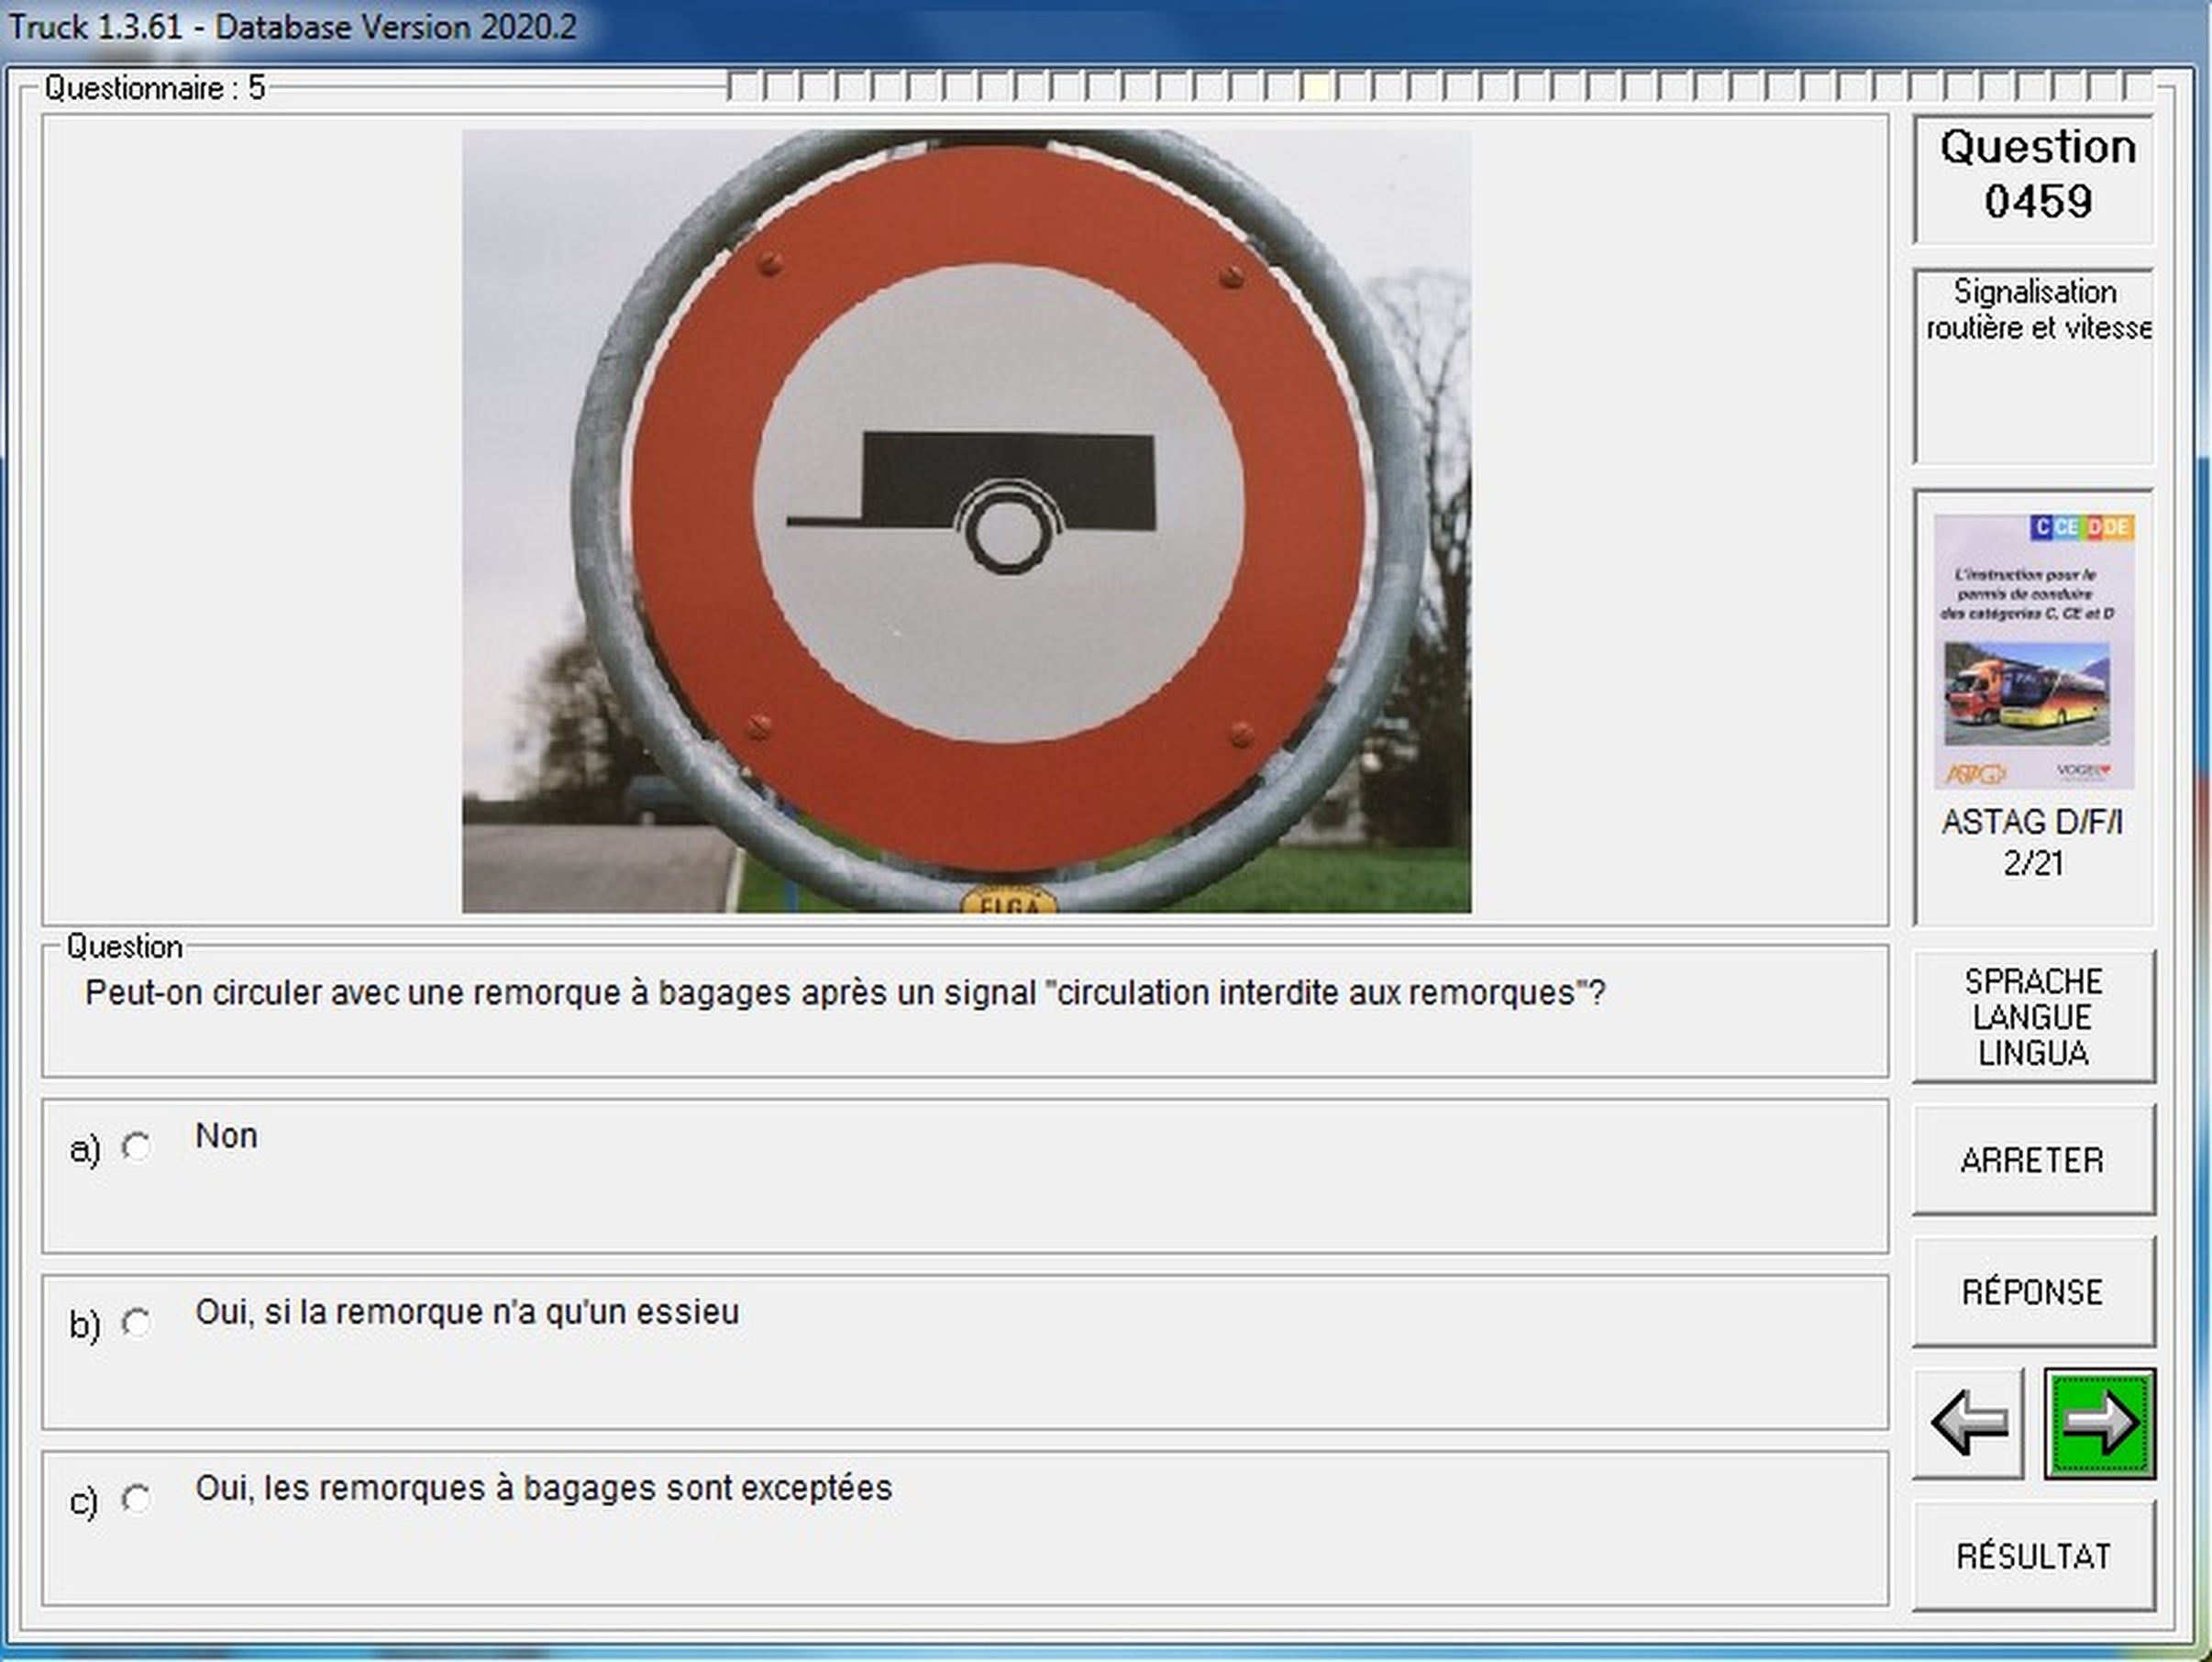 Truck 1.3.61 - Database Version 2020.2
Questionnaire : 5
Question
0459
Signalisation
routière et vitesse
C CE D DE
L'instruction pour le
permis de conduire
des catégories C, CE et D
ASTAG
VOGEL
ASTAG D/F/I
2/21
ELGA
Question
Peut-on circuler avec une remorque à bagages après un signal "circulation interdite aux remorques"?
a) Non
b) Oui, si la remorque n'a qu'un essieu
c) Oui, les remorques à bagages sont exceptées
SPRACHE
LANGUE
LINGUA
ARRETER
RÉPONSE
RÉSULTAT